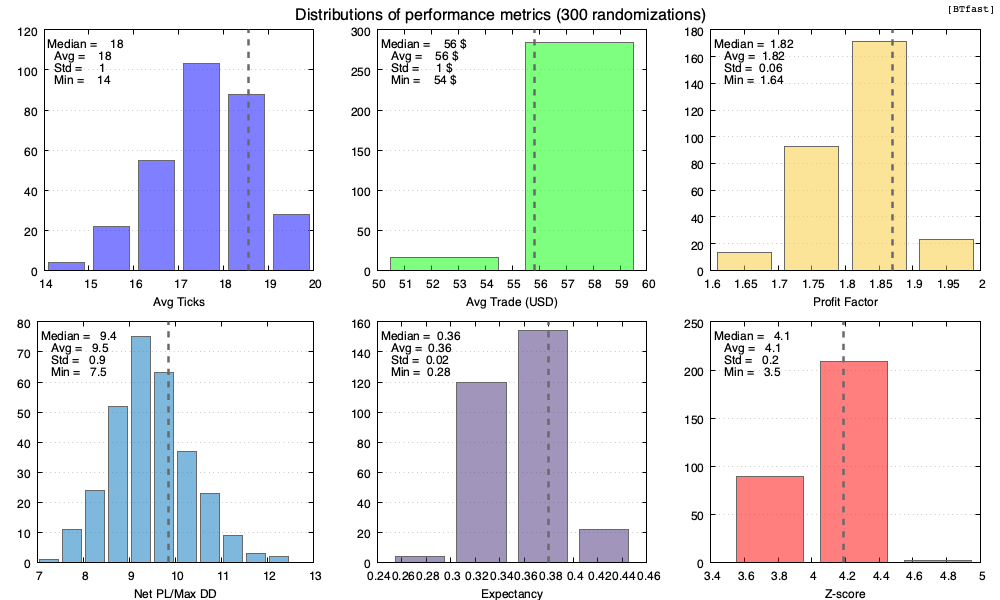 Distributions of performance metrics (300 randomizations)
[BTfast]
120
100
80
60
40
20
0
Median = 18
Avg = 18
Std = 1
Min = 14
14 15 16 17 18 19 20
Avg Ticks
300
250
200
150
100
50
0
Median = 56 $
Avg = 56 $
Std = 1 $
Min = 54 $
50 51 52 53 54 55 56 57 58 59 60
Avg Trade (USD)
180
160
140
120
100
80
60
40
20
0
Median = 1.82
Avg = 1.82
Std = 0.06
Min = 1.64
1.6 1.65 1.7 1.75 1.8 1.85 1.9 1.95 2
Profit Factor
80
70
60
50
40
30
20
10
0
Median = 9.4
Avg = 9.5
Std = 0.9
Min = 7.5
7 8 9 10 11 12 13
Net PL/Max DD
160
140
120
100
80
60
40
20
0
Median = 0.36
Avg = 0.36
Std = 0.02
Min = 0.28
0.24 0.26 0.28 0.3 0.32 0.34 0.36 0.38 0.4 0.42 0.44 0.46
Expectancy
250
200
150
100
50
0
Median = 4.1
Avg = 4.1
Std = 0.2
Min = 3.5
3.4 3.6 3.8 4 4.2 4.4 4.6 4.8 5
Z-score